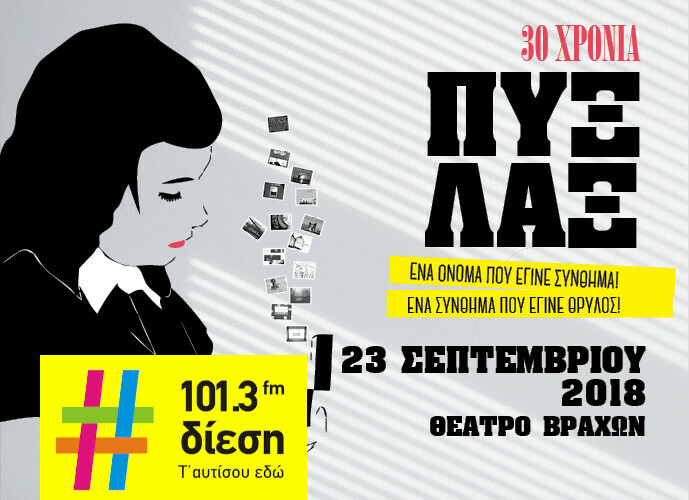 30 ΧΡΟΝΙΑ
ΠΥΞ
ΛΑΞ
ΕΝΑ ΟΝΟΜΑ ΠΟΥ ΕΓΙΝΕ ΣΥΝΘΗΜΑ!
ΕΝΑ ΣΥΝΘΗΜΑ ΠΟΥ ΕΓΙΝΕ ΘΡΥΛΟΣ!
23 ΣΕΠΤΕΜΒΡΙΟΥ
2018
ΘΕΑΤΡΟ ΒΡΑΧΩΝ
101.3 fm
δίεση
Τ΄αυτίσου εδώ